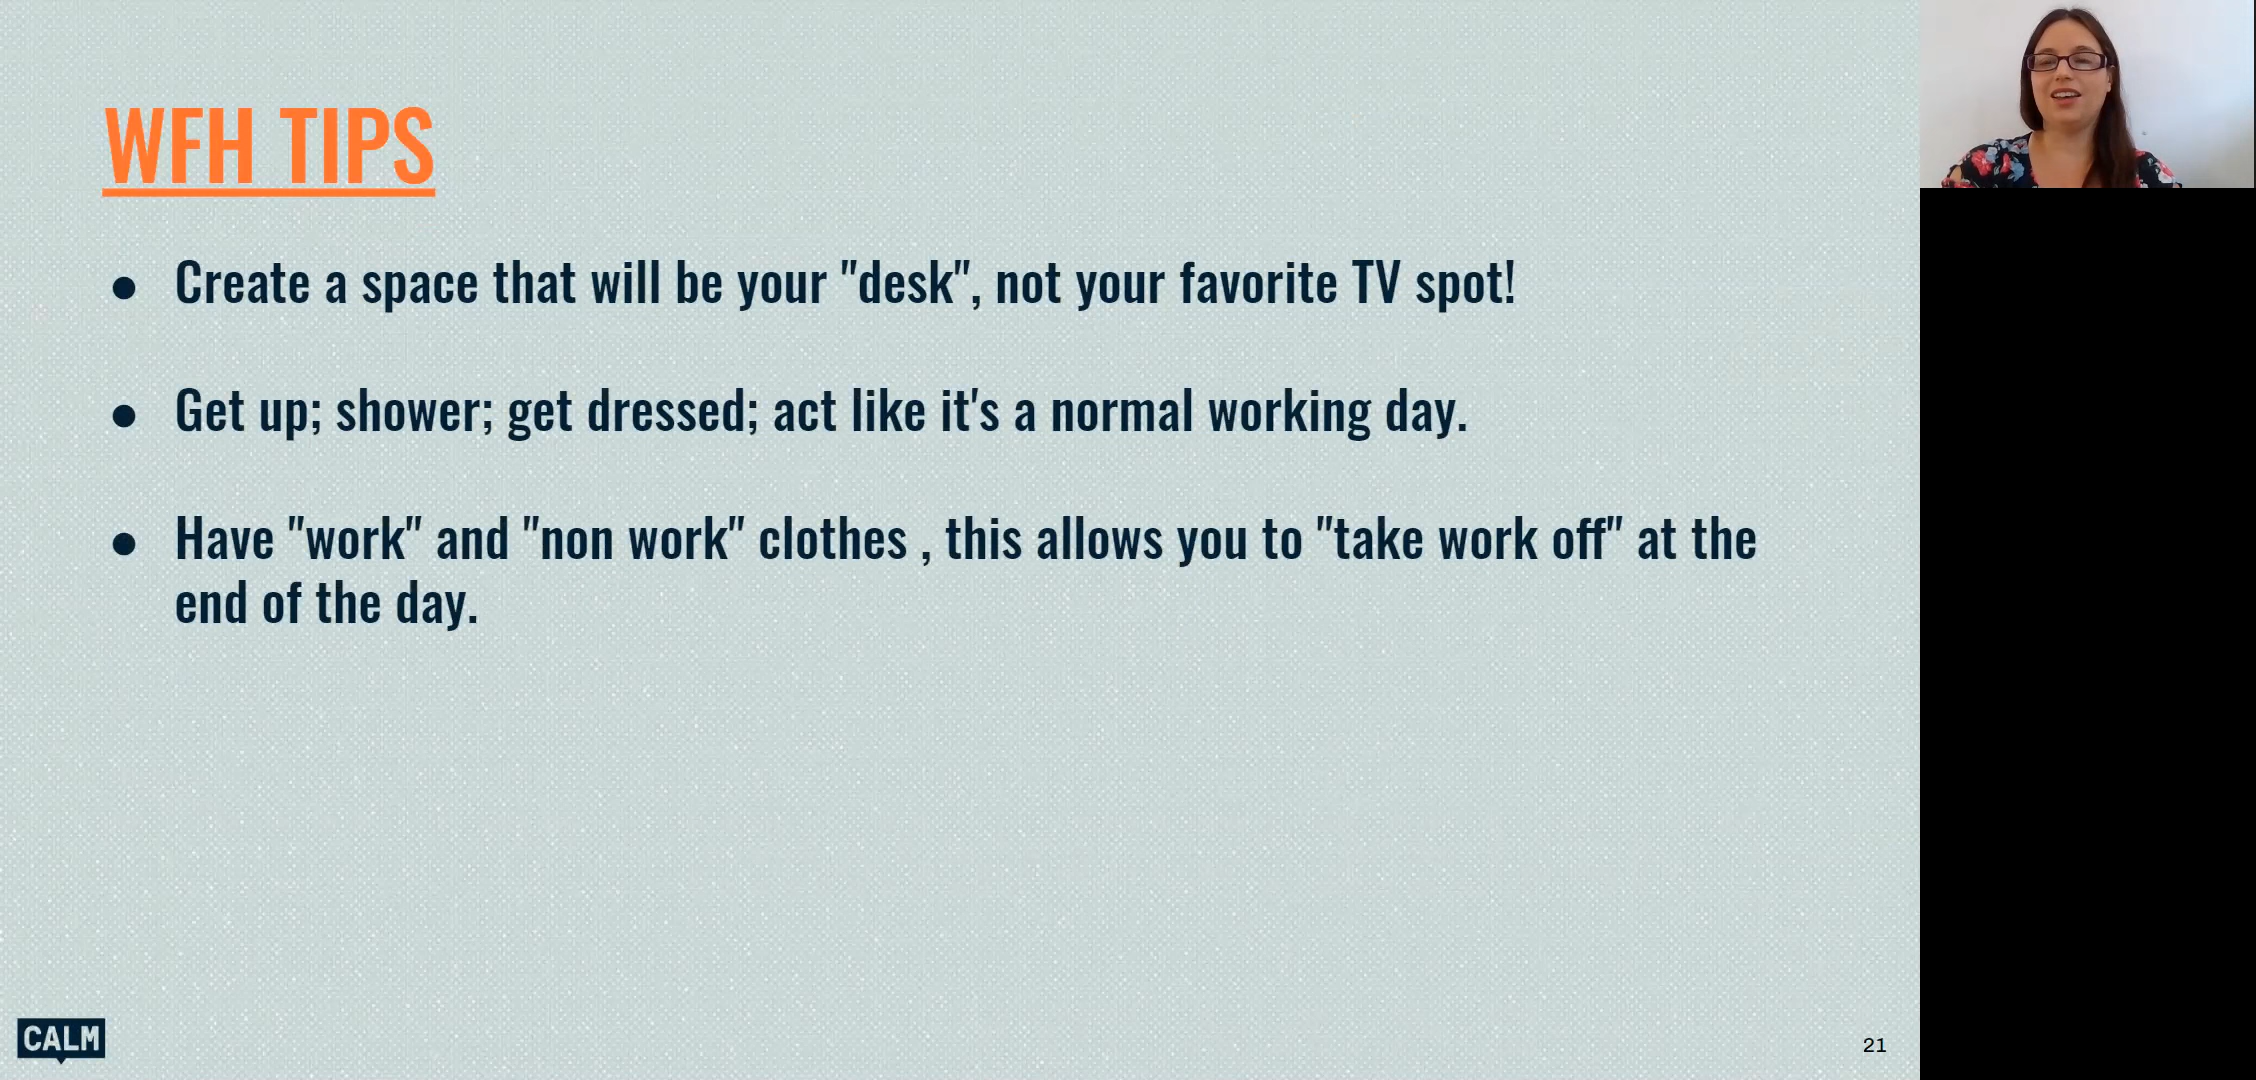 WFH TIPS
● Create a space that will be your "desk", not your favorite TV spot!
● Get up; shower; get dressed; act like it's a normal working day.
● Have "work" and "non work" clothes , this allows you to "take work off" at the
end of the day.
CALM
21